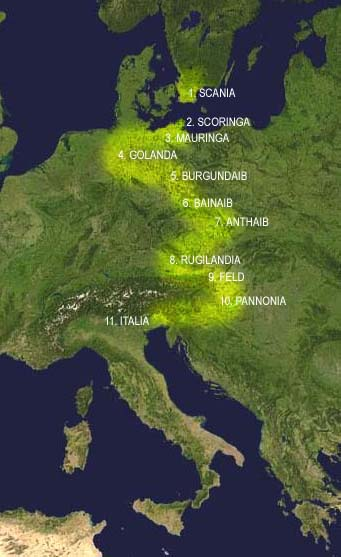 1. SCANIA
2. SCORINGA
3. MAURINGA
4. GOLANDA
5. BURGUNDAIB
6. BAINAIB
7. ANTHAIB
8. RUGILANDIA
9. FELD
10. PANNONIA
11. ITALIA